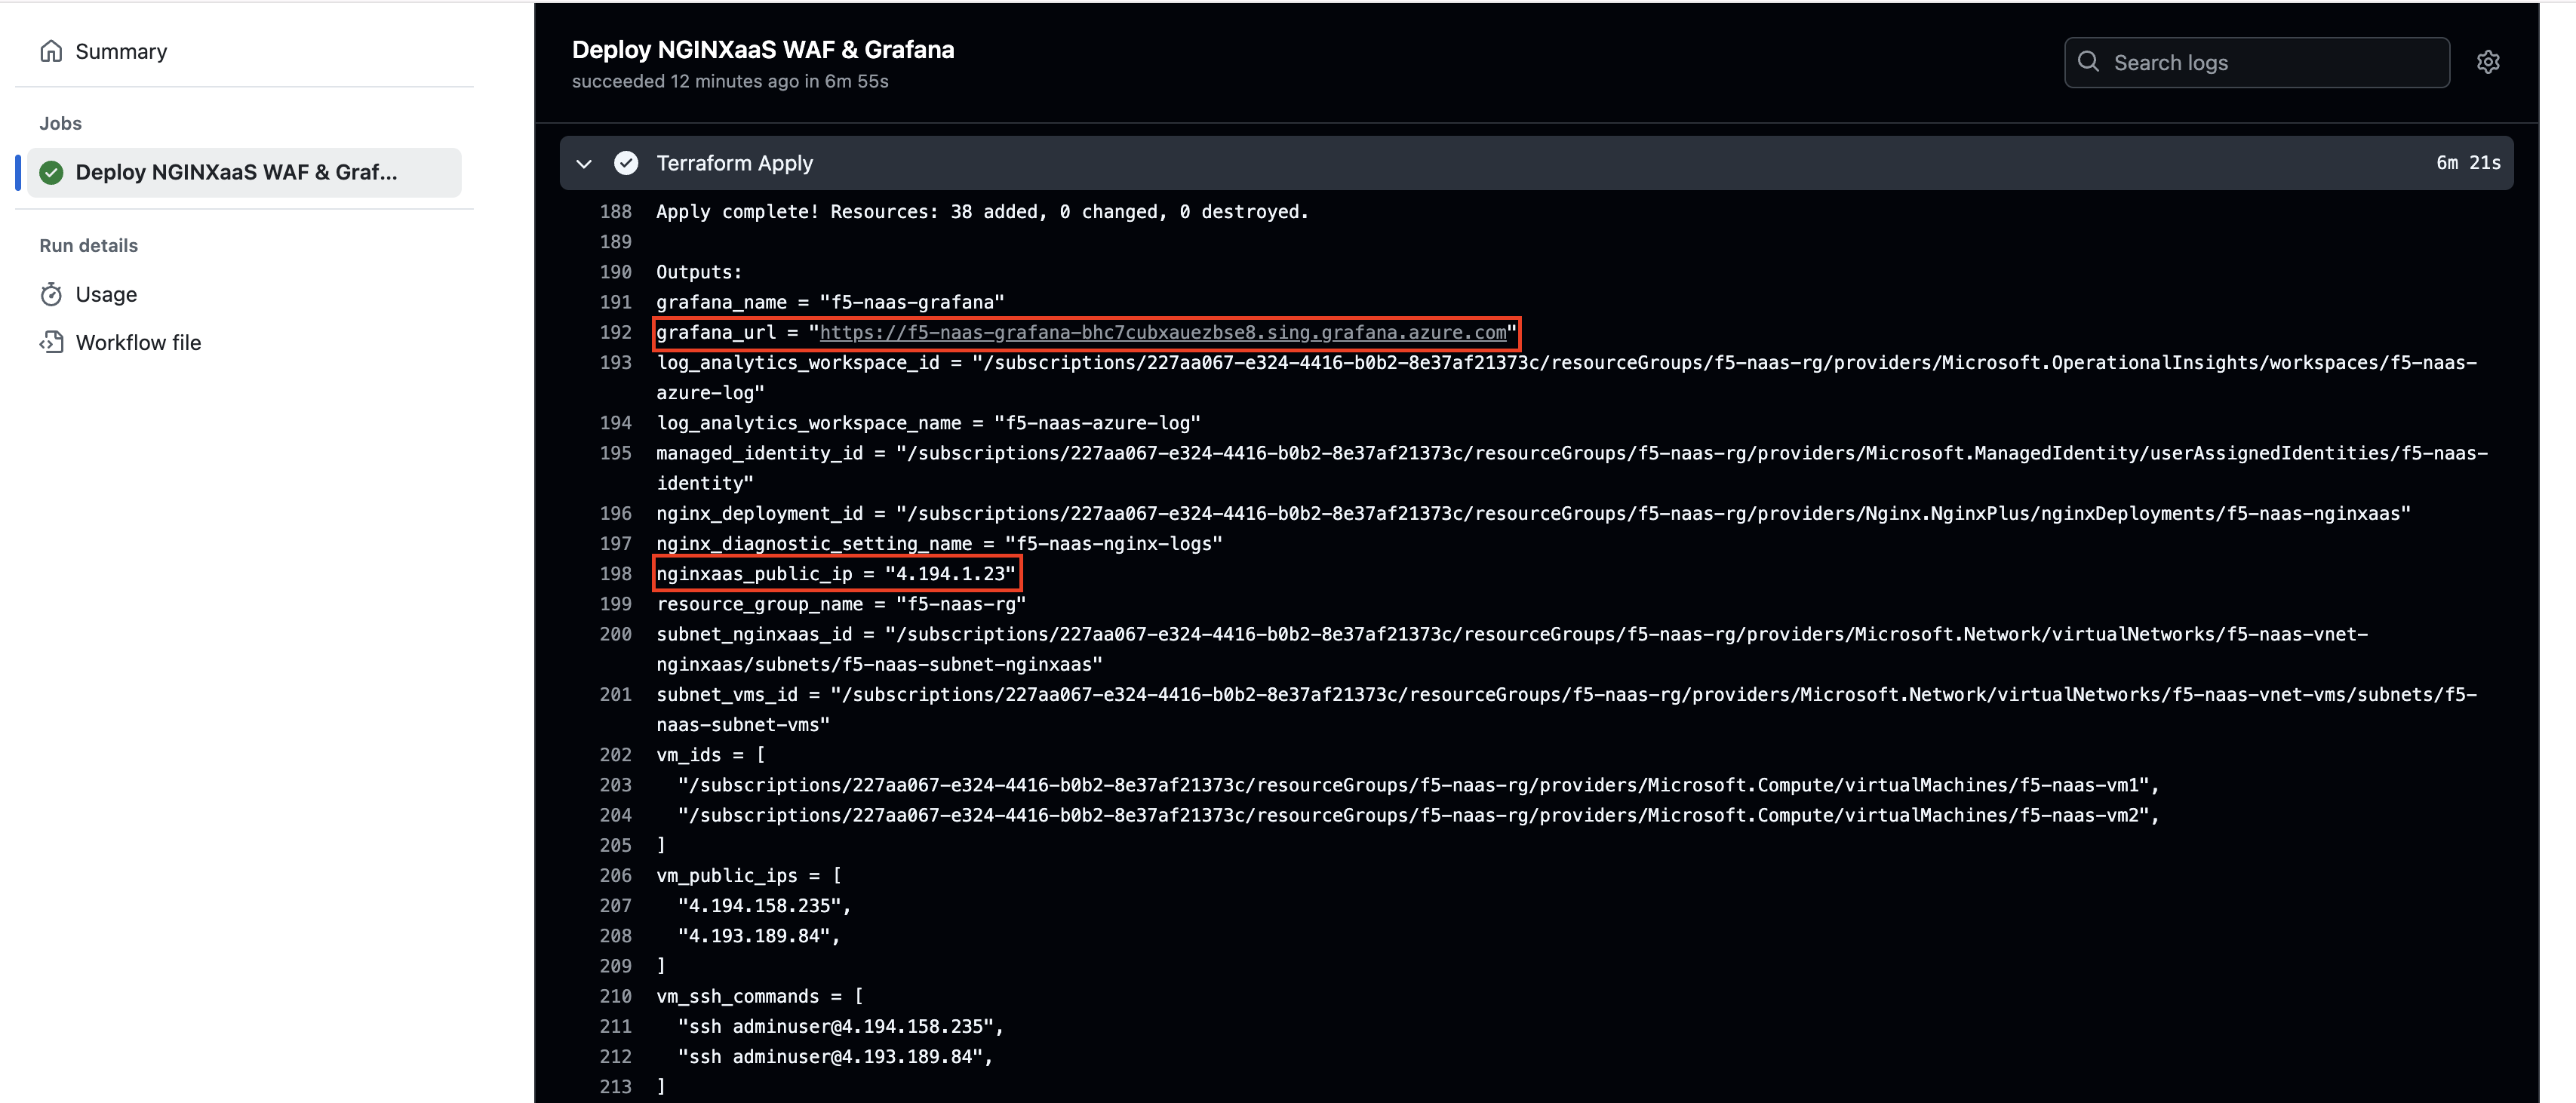 Summary
Jobs
Deploy NGINXaaS WAF & Graf...
Run details
Usage
Workflow file
Deploy NGINXaaS WAF & Grafana
succeeded 12 minutes ago in 6m 55s
Search logs
Terraform Apply
6m 21s
188 Apply complete! Resources: 38 added, 0 changed, 0 destroyed.
189
190 Outputs:
191 grafana_name = "f5-naas-grafana"
192 grafana_url = "https://f5-naas-grafana-bhc7cubxauezbse8.sing.grafana.azure.com"
193 log_analytics_workspace_id = "/subscriptions/227aa067-e324-4416-b0b2-8e37af21373c/resourceGroups/f5-naas-rg/providers/Microsoft.OperationalInsights/workspaces/f5-naas-
azure-log"
194 log_analytics_workspace_name = "f5-naas-azure-log"
195 managed_identity_id = "/subscriptions/227aa067-e324-4416-b0b2-8e37af21373c/resourceGroups/f5-naas-rg/providers/Microsoft.ManagedIdentity/userAssignedIdentities/f5-naas-
identity"
196 nginx_deployment_id = "/subscriptions/227aa067-e324-4416-b0b2-8e37af21373c/resourceGroups/f5-naas-rg/providers/Nginx.NginxPlus/nginxDeployments/f5-naas-nginxaas"
197 nginx_diagnostic_setting_name = "f5-naas-nginx-logs"
198 nginxaas_public_ip = "4.194.1.23"
199 resource_group_name = "f5-naas-rg"
200 subnet_nginxaas_id = "/subscriptions/227aa067-e324-4416-b0b2-8e37af21373c/resourceGroups/f5-naas-rg/providers/Microsoft.Network/virtualNetworks/f5-naas-vnet-
nginxaas/subnets/f5-naas-subnet-nginxaas"
201 subnet_vms_id = "/subscriptions/227aa067-e324-4416-b0b2-8e37af21373c/resourceGroups/f5-naas-rg/providers/Microsoft.Network/virtualNetworks/f5-naas-vnet-vms/subnets/f5-
naas-subnet-vms"
202 vm_ids = [
203 "/subscriptions/227aa067-e324-4416-b0b2-8e37af21373c/resourceGroups/f5-naas-rg/providers/Microsoft.Compute/virtualMachines/f5-naas-vm1",
204 "/subscriptions/227aa067-e324-4416-b0b2-8e37af21373c/resourceGroups/f5-naas-rg/providers/Microsoft.Compute/virtualMachines/f5-naas-vm2",
205 ]
206 vm_public_ips = [
207 "4.194.158.235",
208 "4.193.189.84",
209 ]
210 vm_ssh_commands = [
211 "ssh adminuser@4.194.158.235",
212 "ssh adminuser@4.193.189.84",
213 ]